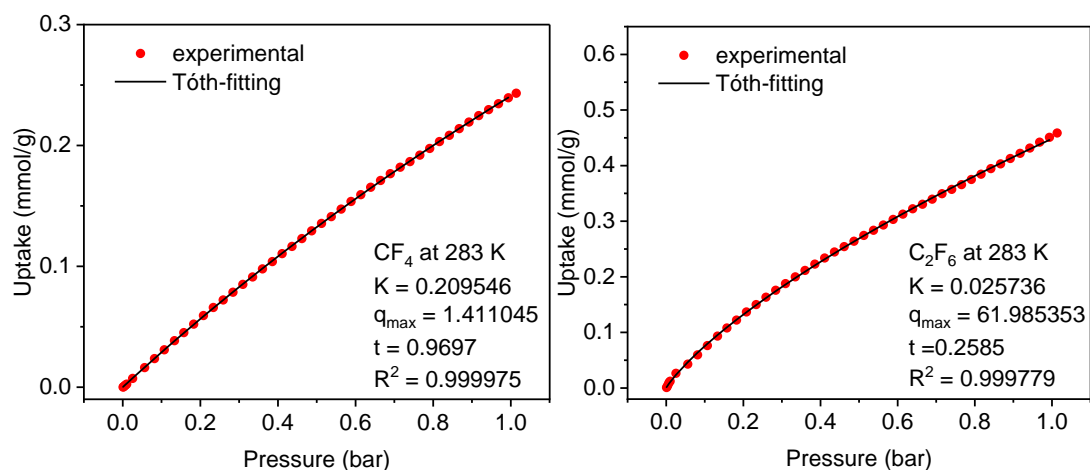 0.3
0.2
0.1
0.0
Uptake (mmol/g)
experimental
Tóth-fitting
CF4 at 283 K
K = 0.209546
qmax = 1.411045
t = 0.9697
R2 = 0.999975
0.0 0.2 0.4 0.6 0.8 1.0
Pressure (bar)
0.6
0.5
0.4
0.3
0.2
0.1
0.0
Uptake (mmol/g)
experimental
Tóth-fitting
C2F6 at 283 K
K = 0.025736
qmax = 61.985353
t =0.2585
R2 = 0.999779
0.0 0.2 0.4 0.6 0.8 1.0
Pressure (bar)